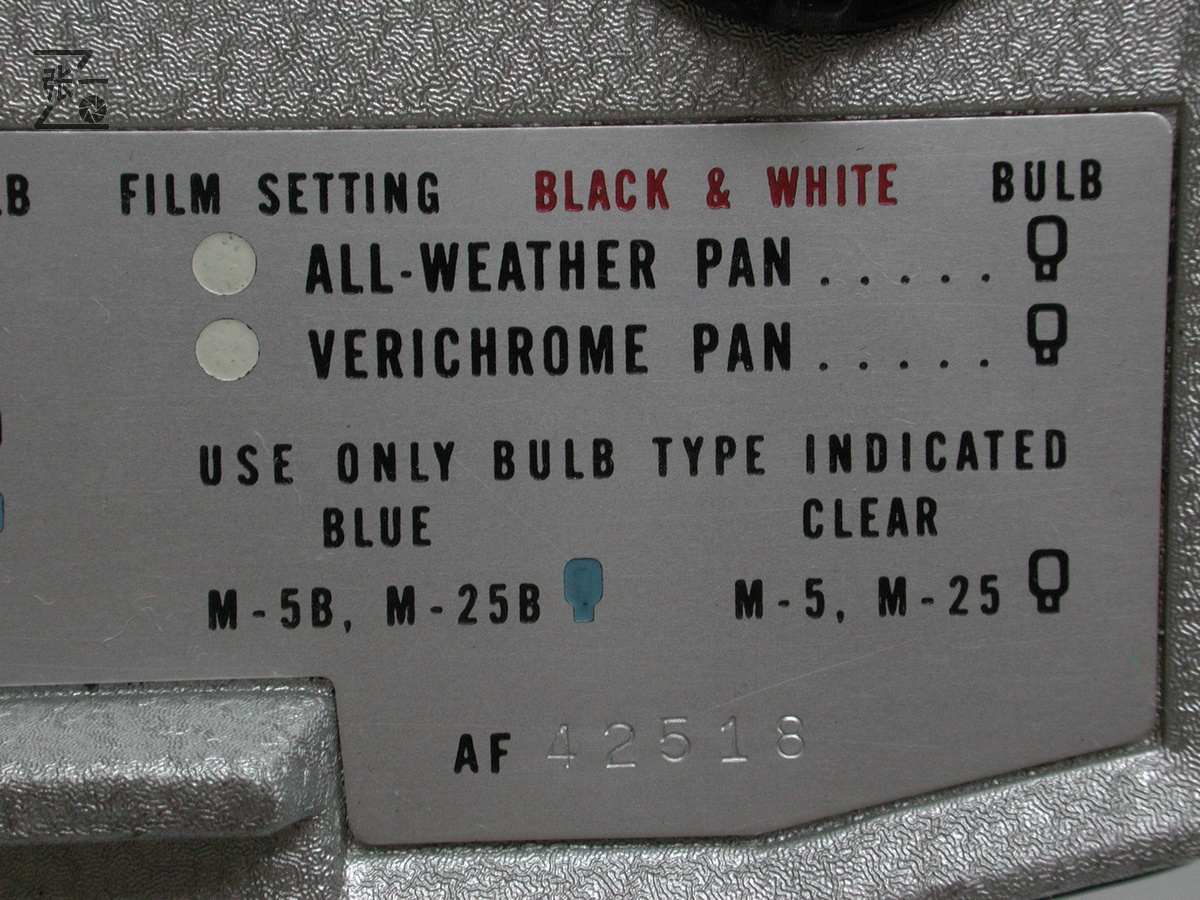 张
LB FILM SETTING BLACK & WHITE BULB
ALL-WEATHER PAN . . . . .
VERICHROME PAN . . . . .
USE ONLY BULB TYPE INDICATED
BLUE CLEAR
M-5B, M-25B M-5, M-25
AF 42518